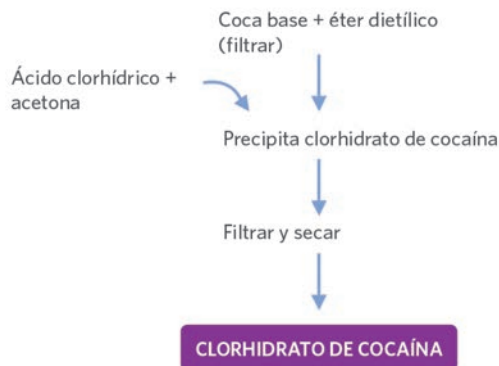 Coca base + éter dietílico
(filtrar)
Ácido clorhídrico +
acetona
Precipita clorhidrato de cocaína
Filtrar y secar
CLORHIDRATO DE COCAÍNA